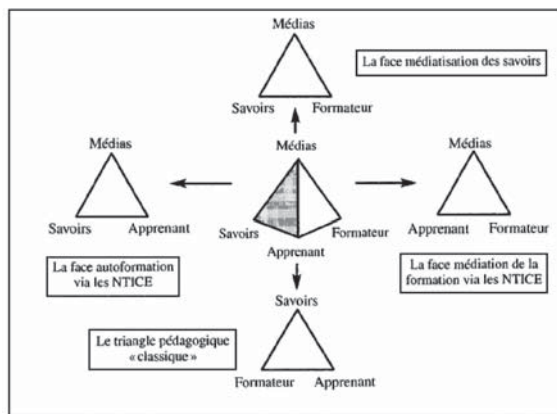 Médias
La face médiatisation des savoirs
Savoirs Formateur
Médias
Médias
Médias
Savoirs Apprenant
Savoirs
Formateur
Apprenant
Apprenant Formateur
La face autoformation
via les NTICE
La face médiation de la
formation via les NTICE
Savoirs
Le triangle pédagogique
« classique »
Formateur Apprenant